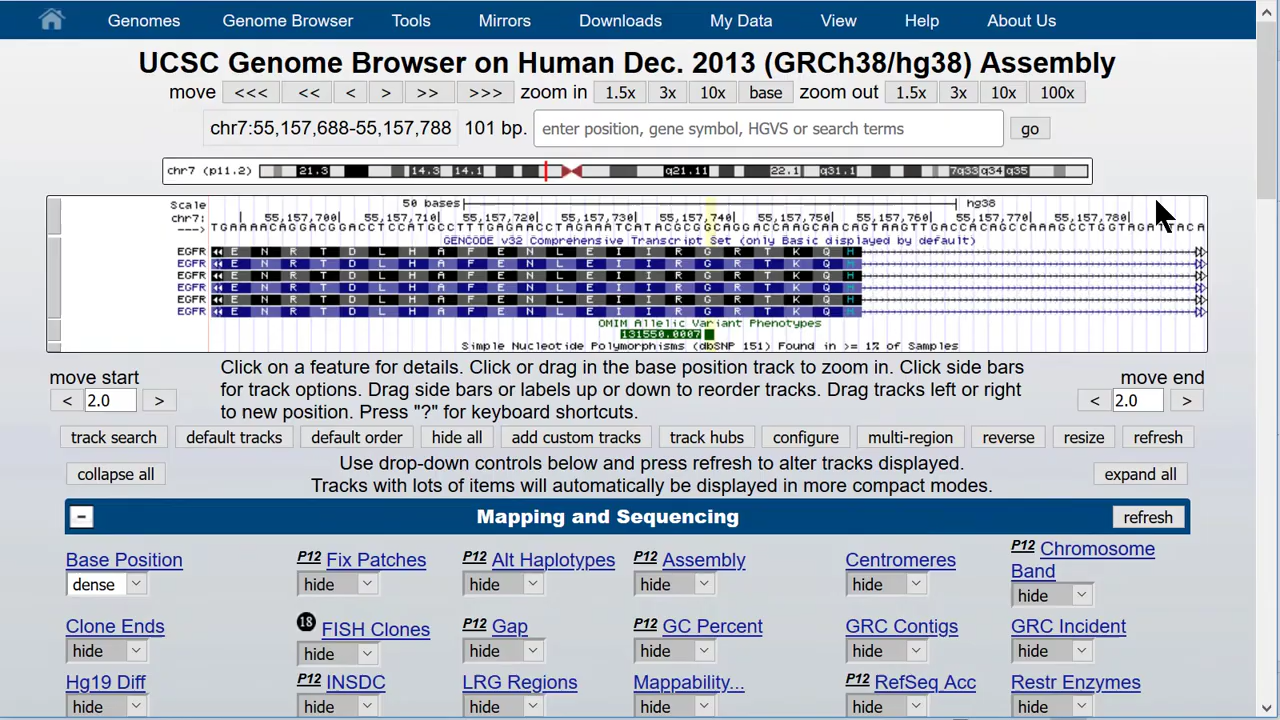 Genomes Genome Browser Tools Mirrors Downloads My Data View Help About Us
UCSC Genome Browser on Human Dec. 2013 (GRCh38/hg38) Assembly
move <<< << < > >> >>> zoom in 1.5x 3x 10x base zoom out 1.5x 3x 10x 100x
chr7:55,157,688-55,157,788 101 bp. enter position, gene symbol, HGVS or search terms go
chr7 (p11.2) 21.3 14.3 14.1 q21.11 22.1 q31.1 7q33 q34 q35
Scale 50 bases hg38
chr7: 55,157,700 55,157,710 55,157,720 55,157,730 55,157,740 55,157,750 55,157,760 55,157,770 55,157,780
--->
GENCODE v32 Comprehensive Transcript Set (only Basic displayed by default)
EGFR E N R T D L H A F E N L E I I R G R T K Q H
EGFR E N R T D L H A F E N L E I I R G R T K Q H
EGFR E N R T D L H A F E N L E I I R G R T K Q H
EGFR E N R T D L H A F E N L E I I R G R T K Q H
EGFR E N R T D L H A F E N L E I I R G R T K Q H
EGFR E N R T D L H A F E N L E I I R G R T K Q H
OMIM Allelic Variant Phenotypes
131550.0007
Simple Nucleotide Polymorphisms (dbSNP 151) Found in >= 1% of Samples
move start
< 2.0 >
Click on a feature for details. Click or drag in the base position track to zoom in. Click side bars
for track options. Drag side bars or labels up or down to reorder tracks. Drag tracks left or right
to new position. Press "?" for keyboard shortcuts.
move end
< 2.0 >
track search default tracks default order hide all add custom tracks track hubs configure multi-region reverse resize refresh
collapse all
Use drop-down controls below and press refresh to alter tracks displayed.
Tracks with lots of items will automatically be displayed in more compact modes.
expand all
- Mapping and Sequencing refresh
Base Position P12 Fix Patches P12 Alt Haplotypes P12 Assembly Centromeres P12 Chromosome
Band
dense hide hide hide hide hide
Clone Ends 18 FISH Clones P12 Gap P12 GC Percent GRC Contigs GRC Incident
hide hide hide hide hide hide
Hg19 Diff P12 INSDC LRG Regions Mappability... P12 RefSeq Acc Restr Enzymes
hide hide hide hide hide hide